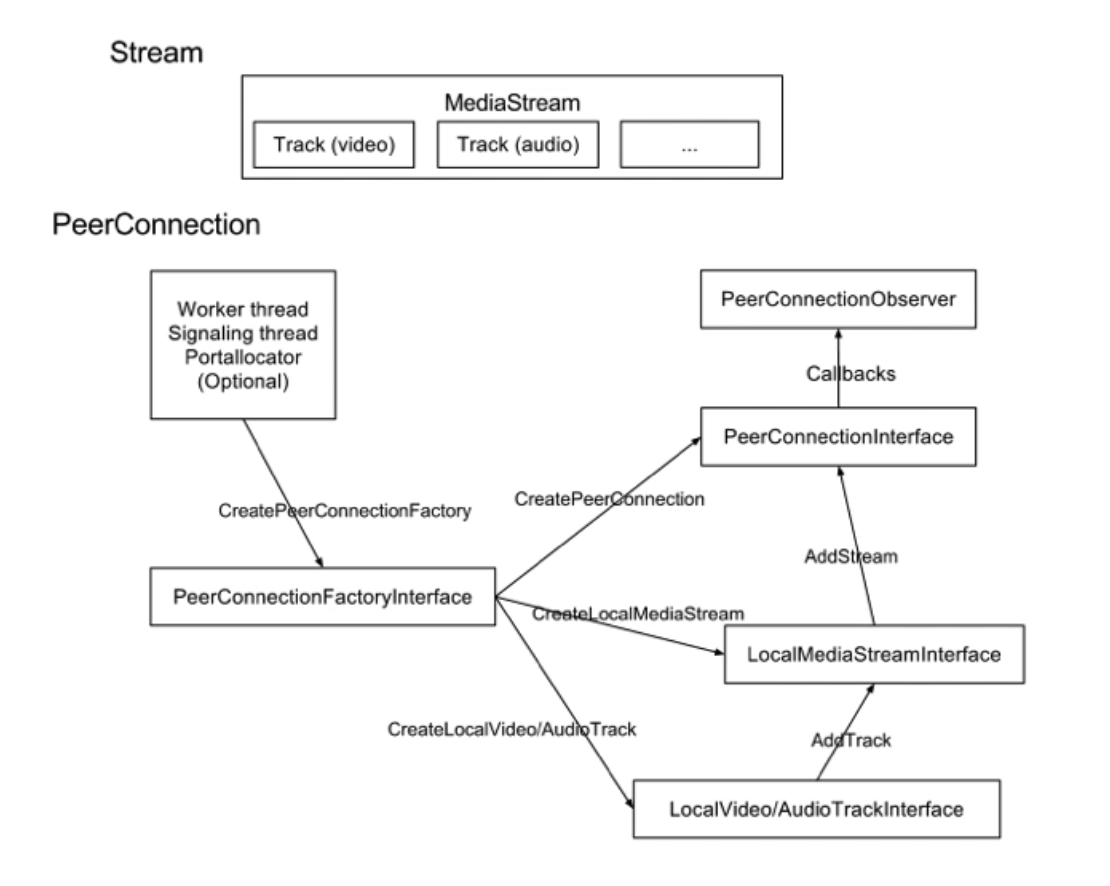 Stream
MediaStream
Track (video)
Track (audio)
...
PeerConnection
Worker thread
Signaling thread
Portallocator
(Optional)
PeerConnectionObserver
Callbacks
PeerConnectionInterface
CreatePeerConnectionFactory
CreatePeerConnection
AddStream
PeerConnectionFactoryInterface
CreateLocalMediaStream
LocalMediaStreamInterface
CreateLocalVideo/AudioTrack
AddTrack
LocalVideo/AudioTrackInterface